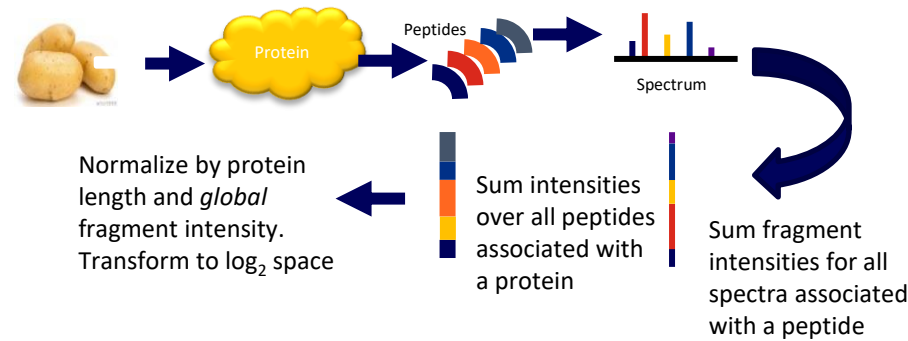 Protein
Peptides
Spectrum
Normalize by protein
length and global
fragment intensity.
Transform to log₂ space
Sum intensities
over all peptides
associated with
a protein
Sum fragment
intensities for all
spectra associated
with a peptide